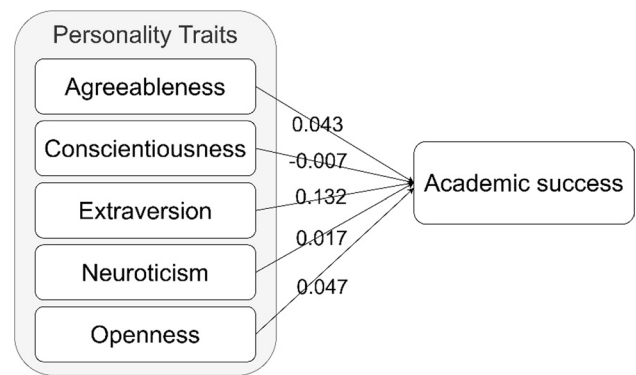 Personality Traits
Agreeableness
0.043
Conscientiousness
-0.007
Academic success
Extraversion
0.132
Neuroticism
0.017
Openness
0.047